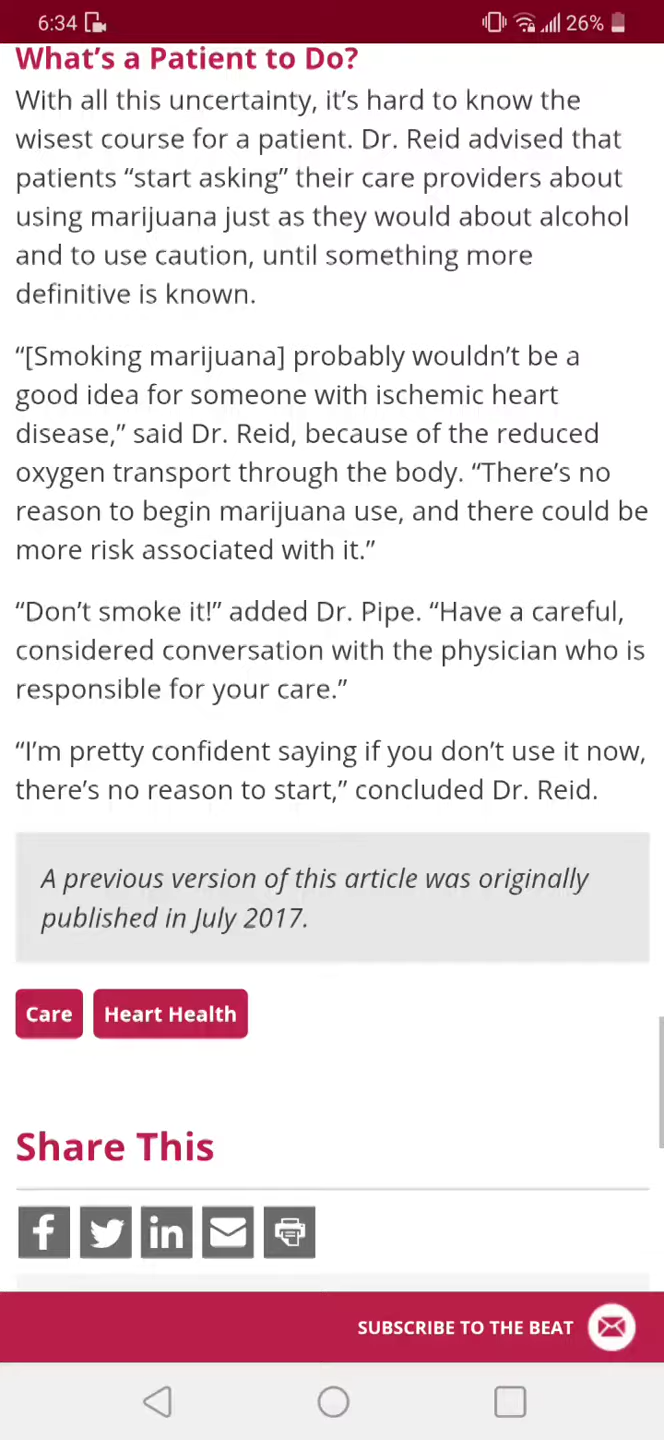 6:34
26%
What's a Patient to Do?
With all this uncertainty, it's hard to know the
wisest course for a patient. Dr. Reid advised that
patients “start asking” their care providers about
using marijuana just as they would about alcohol
and to use caution, until something more
definitive is known.
“[Smoking marijuana] probably wouldn’t be a
good idea for someone with ischemic heart
disease,” said Dr. Reid, because of the reduced
oxygen transport through the body. “There’s no
reason to begin marijuana use, and there could be
more risk associated with it.”
“Don’t smoke it!” added Dr. Pipe. “Have a careful,
considered conversation with the physician who is
responsible for your care.”
“I’m pretty confident saying if you don’t use it now,
there’s no reason to start,” concluded Dr. Reid.
A previous version of this article was originally
published in July 2017.
Care Heart Health
Share This
SUBSCRIBE TO THE BEAT